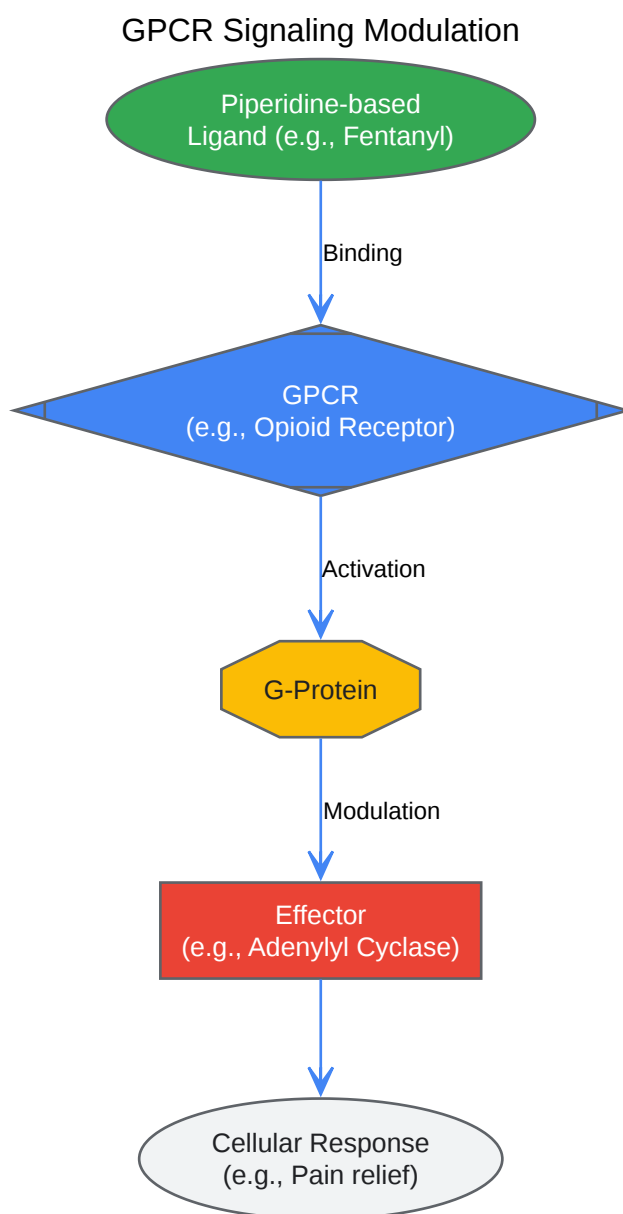 GPCR Signaling Modulation
Piperidine-based
Ligand (e.g., Fentanyl)
Binding
GPCR
(e.g., Opioid Receptor)
Activation
G-Protein
Modulation
Effector
(e.g., Adenylyl Cyclase)
Cellular Response
(e.g., Pain relief)